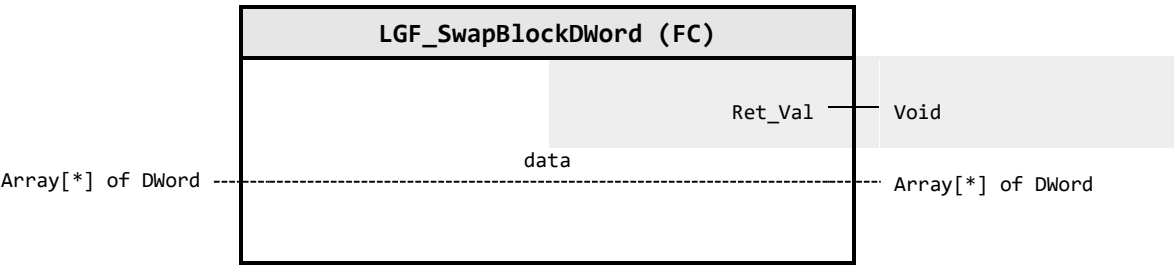 LGF_SwapBlockDWord (FC)
Ret_Val Void
data
Array[*] of DWord Array[*] of DWord